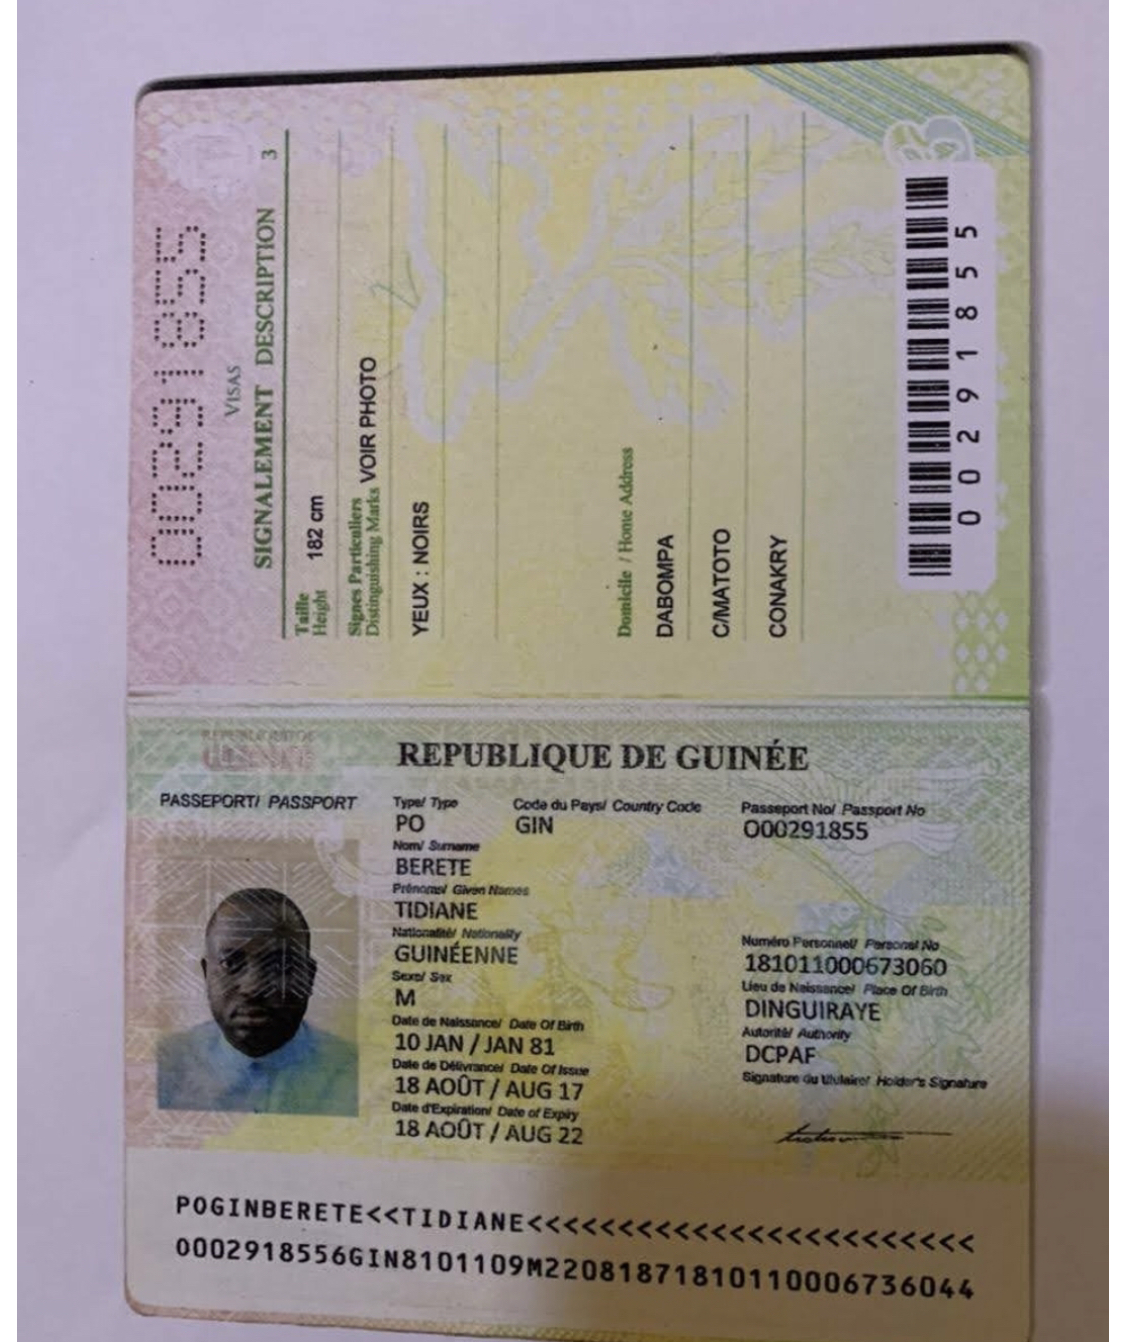 00291855
VISAS
SIGNALEMENT DESCRIPTION 3
Taille
Height 182 cm
Signes Particuliers
Distinguishing Marks VOIR PHOTO
YEUX : NOIRS
Domicile / Home Address
DABOMPA
C/MATOTO
CONAKRY
00291855
REPUBLIQUE DE GUINÉE
PASSEPORT/ PASSPORT
Type/ Type Code du Pays/ Country Code Passeport No/ Passport No
PO GIN O00291855
Nom/ Surname
BERETE
Prénoms/ Given Names
TIDIANE
Nationalité/ Nationality Numéro Personnel/ Personal No
GUINÉENNE 181011000673060
Sexe/ Sex Lieu de Naissance/ Place Of Birth
M DINGUIRAYE
Date de Naissance/ Date Of Birth Autorité/ Authority
10 JAN / JAN 81 DCPAF
Date de Délivrance/ Date Of Issue Signature du titulaire/ Holder's Signature
18 AOÛT / AUG 17
Date d'Expiration/ Date of Expiry
18 AOÛT / AUG 22
POGINBERETE<<TIDIANE<<<<<<<<<<<<<<<<<<<<<<<<
O002918556GIN8101109M22081871810110006736044